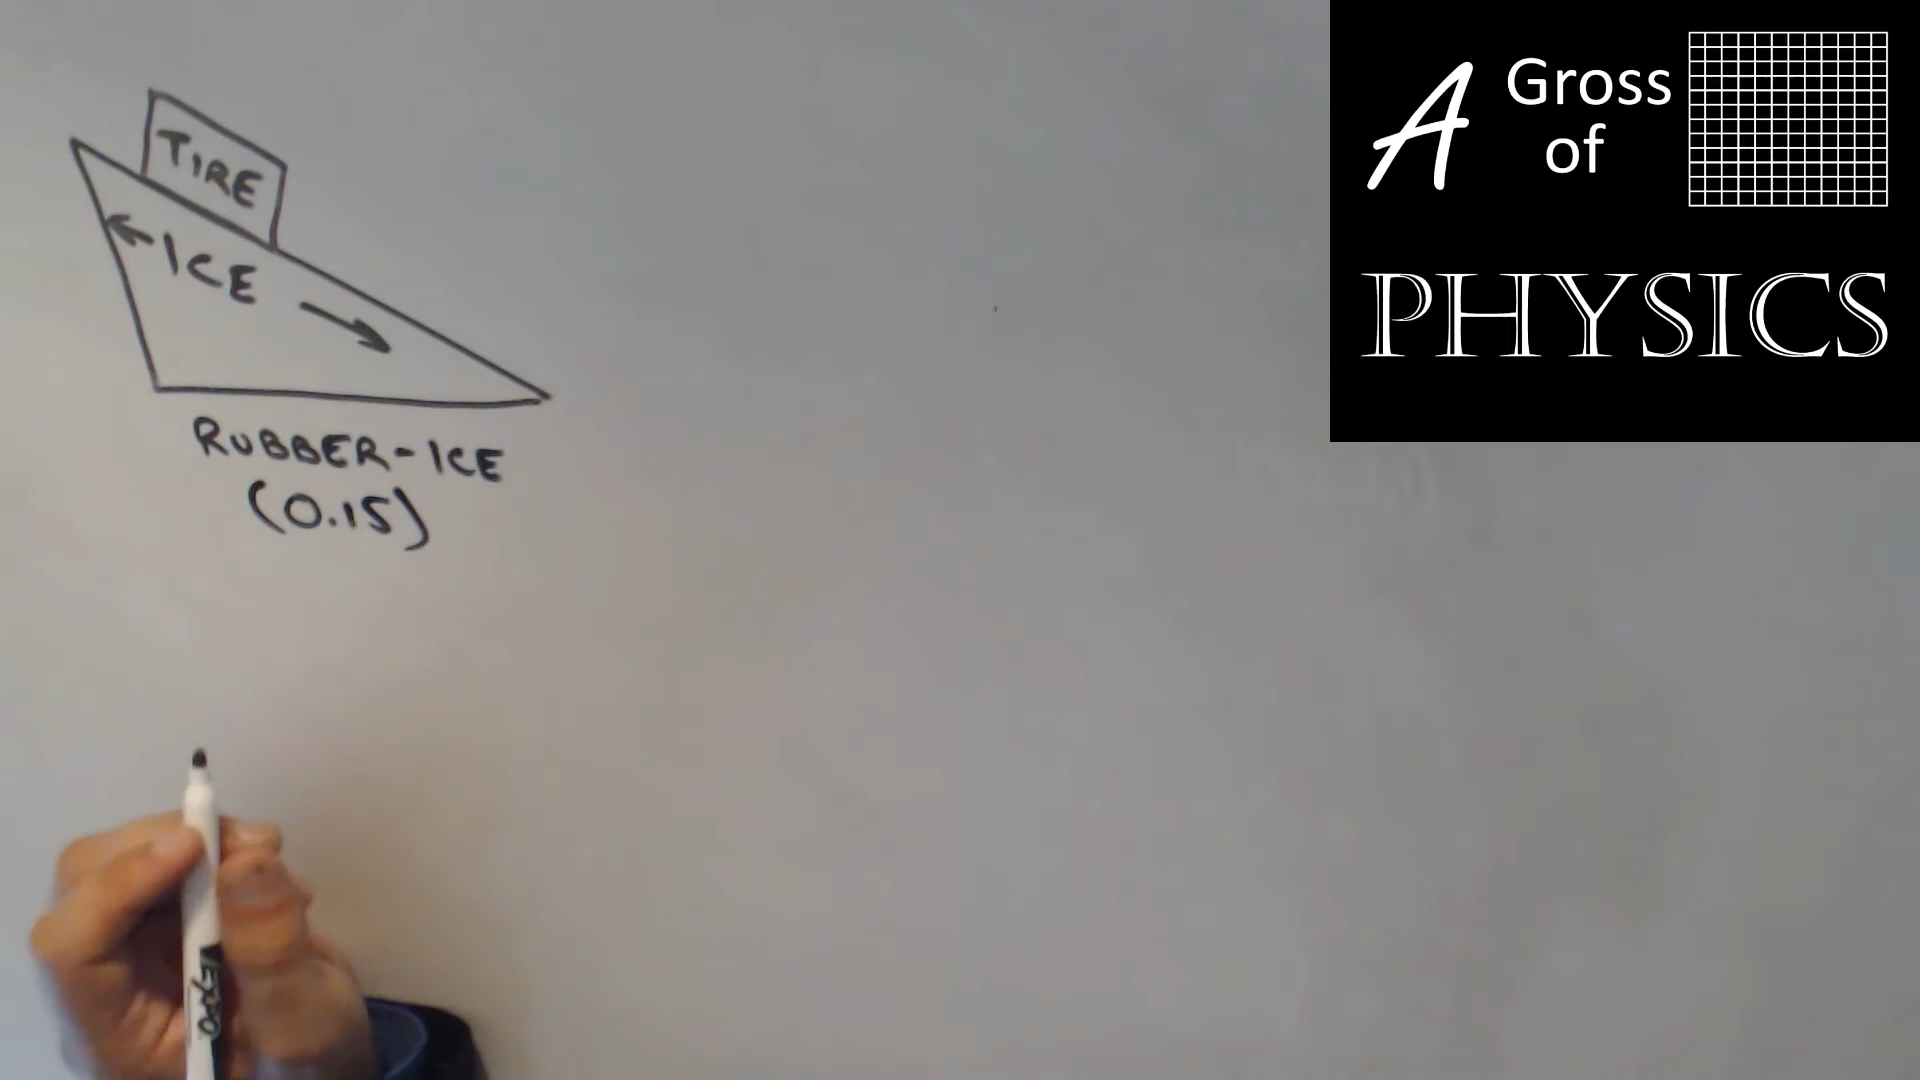 TIRE
ICE
RUBBER-ICE
(0.15)
A Gross
of
PHYSICS
EXPO